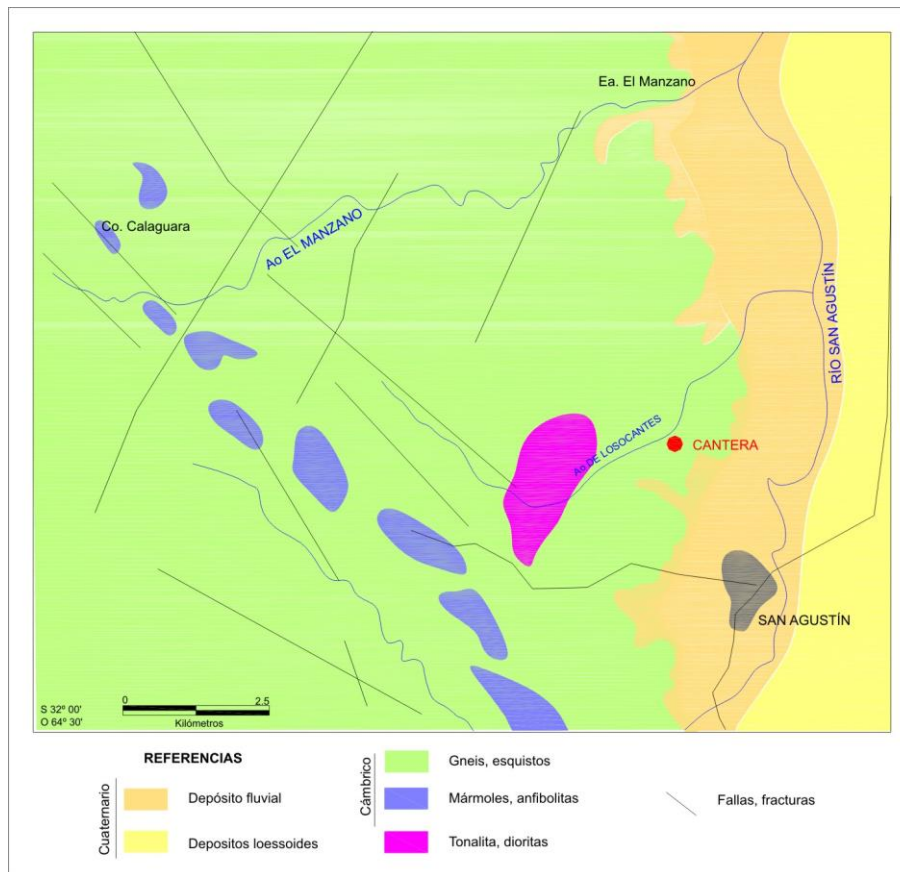 Ea. El Manzano
Co. Calaguara
Ao EL MANZANO
RÍO SAN AGUSTÍN
Ao DE LOSOCANTES
CANTERA
SAN AGUSTÍN
S 32º 00'
O 64º 30'
0 2.5
Kilómetros
REFERENCIAS
Cuaternario
Depósito fluvial
Depositos loessoides
Cámbrico
Gneis, esquistos
Mármoles, anfibolitas
Tonalita, dioritas
Fallas, fracturas